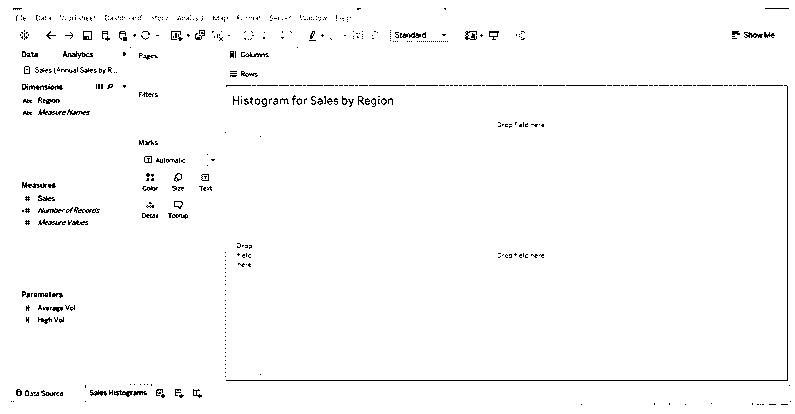 File Data Worksheet Dashboard Story Analysis Map Format Server Window Help
Standard
Show Me
Data Analytics
Pages
Columns
Sales (Annual Sales by R...
Rows
Dimensions
Filters
Abc Region
Abc Measure Names
Histogram for Sales by Region
Drop field here
Marks
Automatic
Color Size Text
Detail Tooltip
Measures
# Sales
# Number of Records
# Measure Values
Drop
field
here
Drop field here
Parameters
# Average Vol
# High Vol
Data Source Sales Histograms